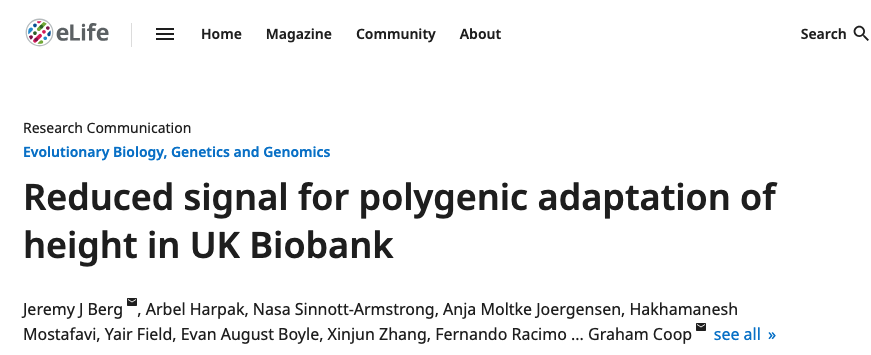 eLife Home Magazine Community About Search
Research Communication
Evolutionary Biology, Genetics and Genomics
Reduced signal for polygenic adaptation of
height in UK Biobank
Jeremy J Berg, Arbel Harpak, Nasa Sinnott-Armstrong, Anja Moltke Joergensen, Hakhamanesh
Mostafavi, Yair Field, Evan August Boyle, Xinjun Zhang, Fernando Racimo ... Graham Coop see all »